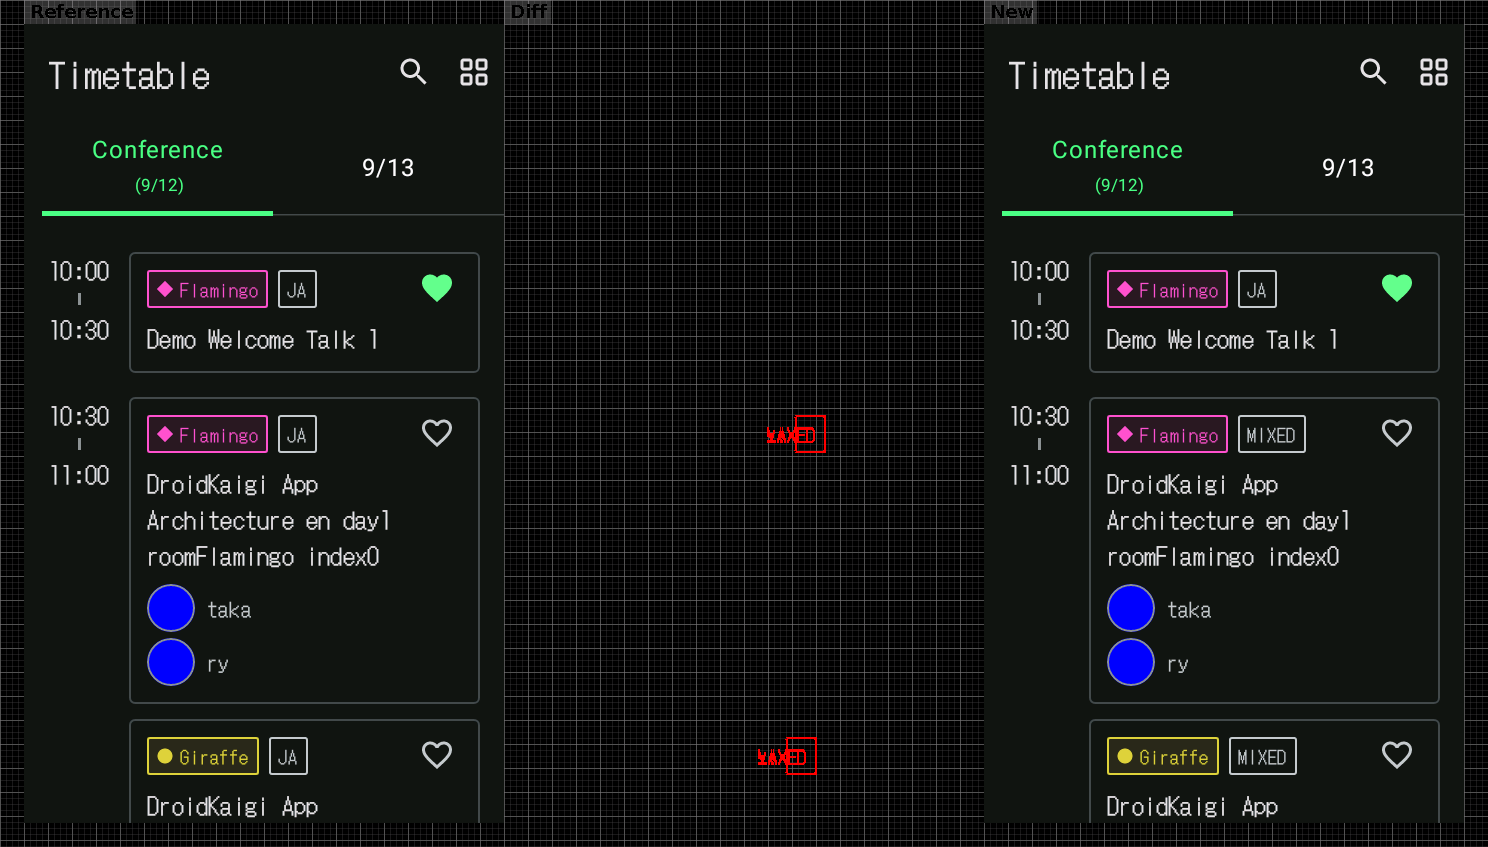 Reference
Timetable
Conference
(9/12)
9/13
10:00
10:30
Flamingo
JA
Demo Welcome Talk 1
10:30
11:00
Flamingo
JA
DroidKaigi App
Architecture en day1
roomFlamingo index0
taka
ry
Giraffe
JA
DroidKaigi App
Diff
New
Timetable
Conference
(9/12)
9/13
10:00
10:30
Flamingo
JA
Demo Welcome Talk 1
10:30
11:00
Flamingo
MIXED
DroidKaigi App
Architecture en day1
roomFlamingo index0
taka
ry
Giraffe
MIXED
DroidKaigi App